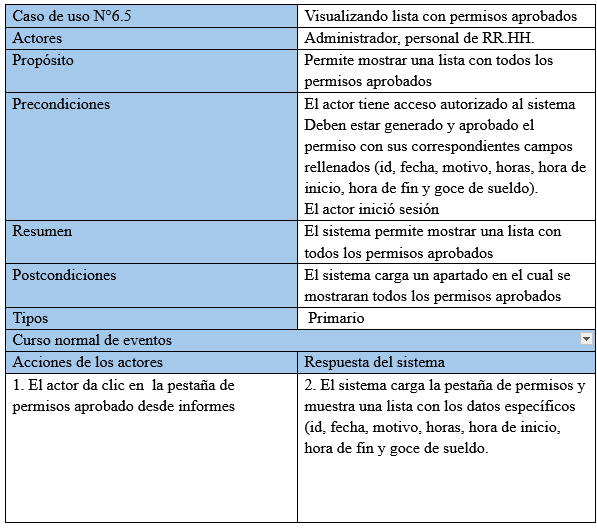 Caso de uso N°6.5
Visualizando lista con permisos aprobados
Actores
Administrador, personal de RR.HH.
Propósito
Permite mostrar una lista con todos los
permisos aprobados
Precondiciones
El actor tiene acceso autorizado al sistema
Deben estar generado y aprobado el
permiso con sus correspondientes campos
rellenados (id, fecha, motivo, horas, hora de
inicio, hora de fin y goce de sueldo).
El actor inició sesión
Resumen
El sistema permite mostrar una lista con
todos los permisos aprobados
Postcondiciones
El sistema carga un apartado en el cual se
mostraran todos los permisos aprobados
Tipos
Primario
Curso normal de eventos
Acciones de los actores
Respuesta del sistema
1. El actor da clic en  la pestaña de
permisos aprobado desde informes
2. El sistema carga la pestaña de permisos y
muestra una lista con los datos específicos
(id, fecha, motivo, horas, hora de inicio,
hora de fin y goce de sueldo.